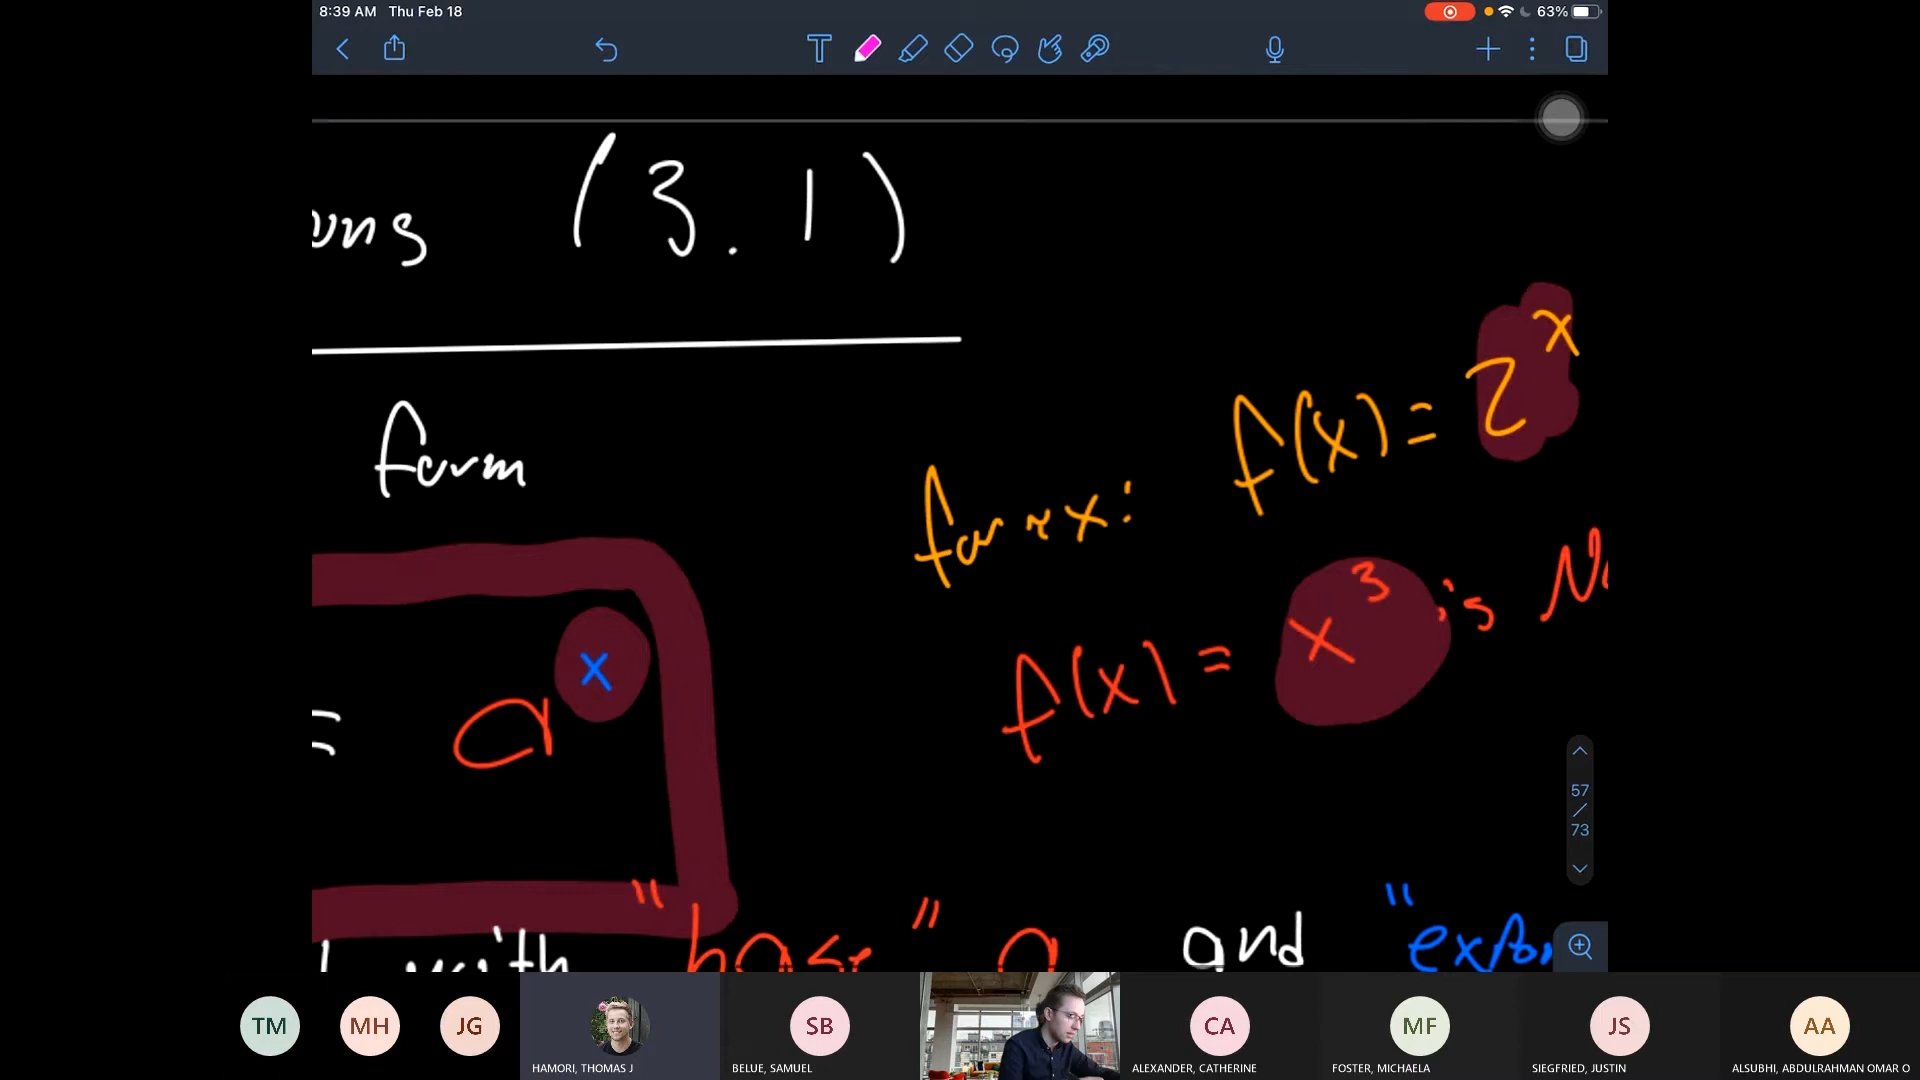 8:39 AM Thu Feb 18
63%
( 3. 1 )
form
f(x) = 2^x
for ex:
f(x) = x^3 is
= a^x
57
/
73
with "base" a and "
TM
MH
JG
SB
CA
MF
JS
AA
HAMORI, THOMAS J
BELUE, SAMUEL
ALEXANDER, CATHERINE
FOSTER, MICHAELA
SIEGFRIED, JUSTIN
ALSUBHI, ABDULRAHMAN OMAR O